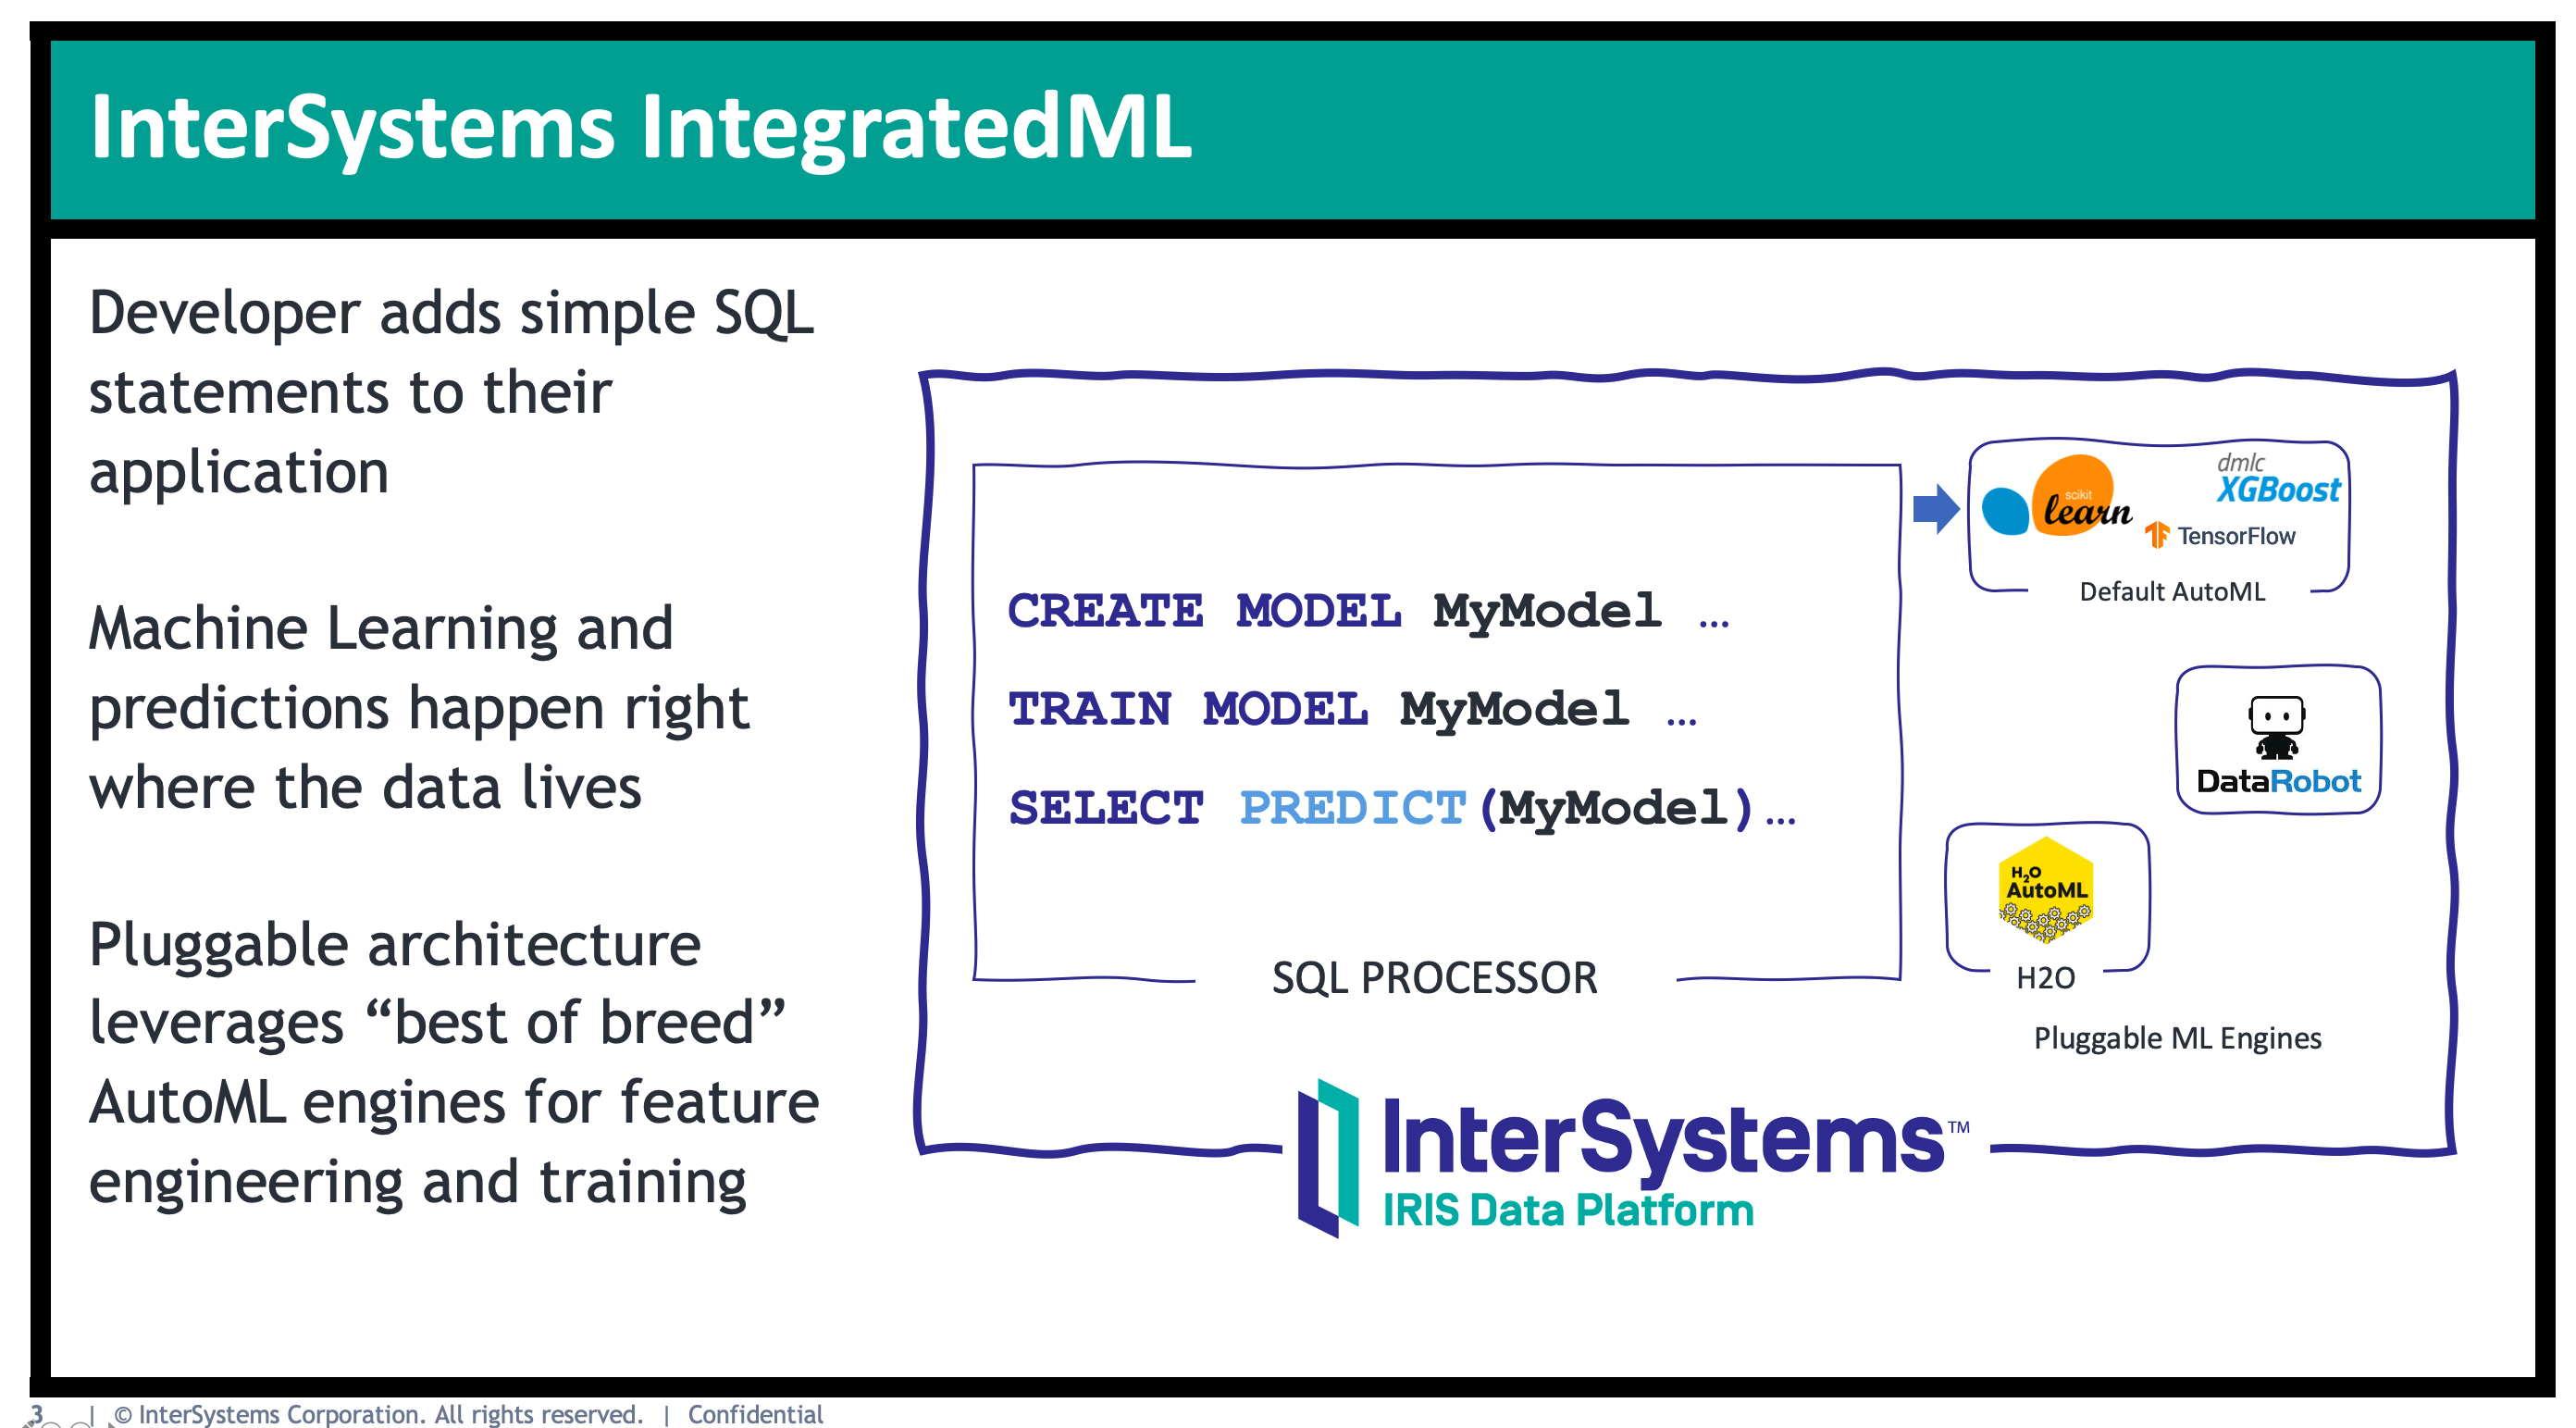 InterSystems IntegratedML
Developer adds simple SQL
statements to their
application
Machine Learning and
predictions happen right
where the data lives
Pluggable architecture
leverages “best of breed”
AutoML engines for feature
engineering and training
CREATE MODEL MyModel …
TRAIN MODEL MyModel …
SELECT PREDICT(MyModel)…
SQL PROCESSOR
scikit
learn
dmlc
XGBoost
TensorFlow
Default AutoML
DataRobot
H2O
AutoML
H2O
Pluggable ML Engines
InterSystems™
IRIS Data Platform
3 | © InterSystems Corporation. All rights reserved. | Confidential